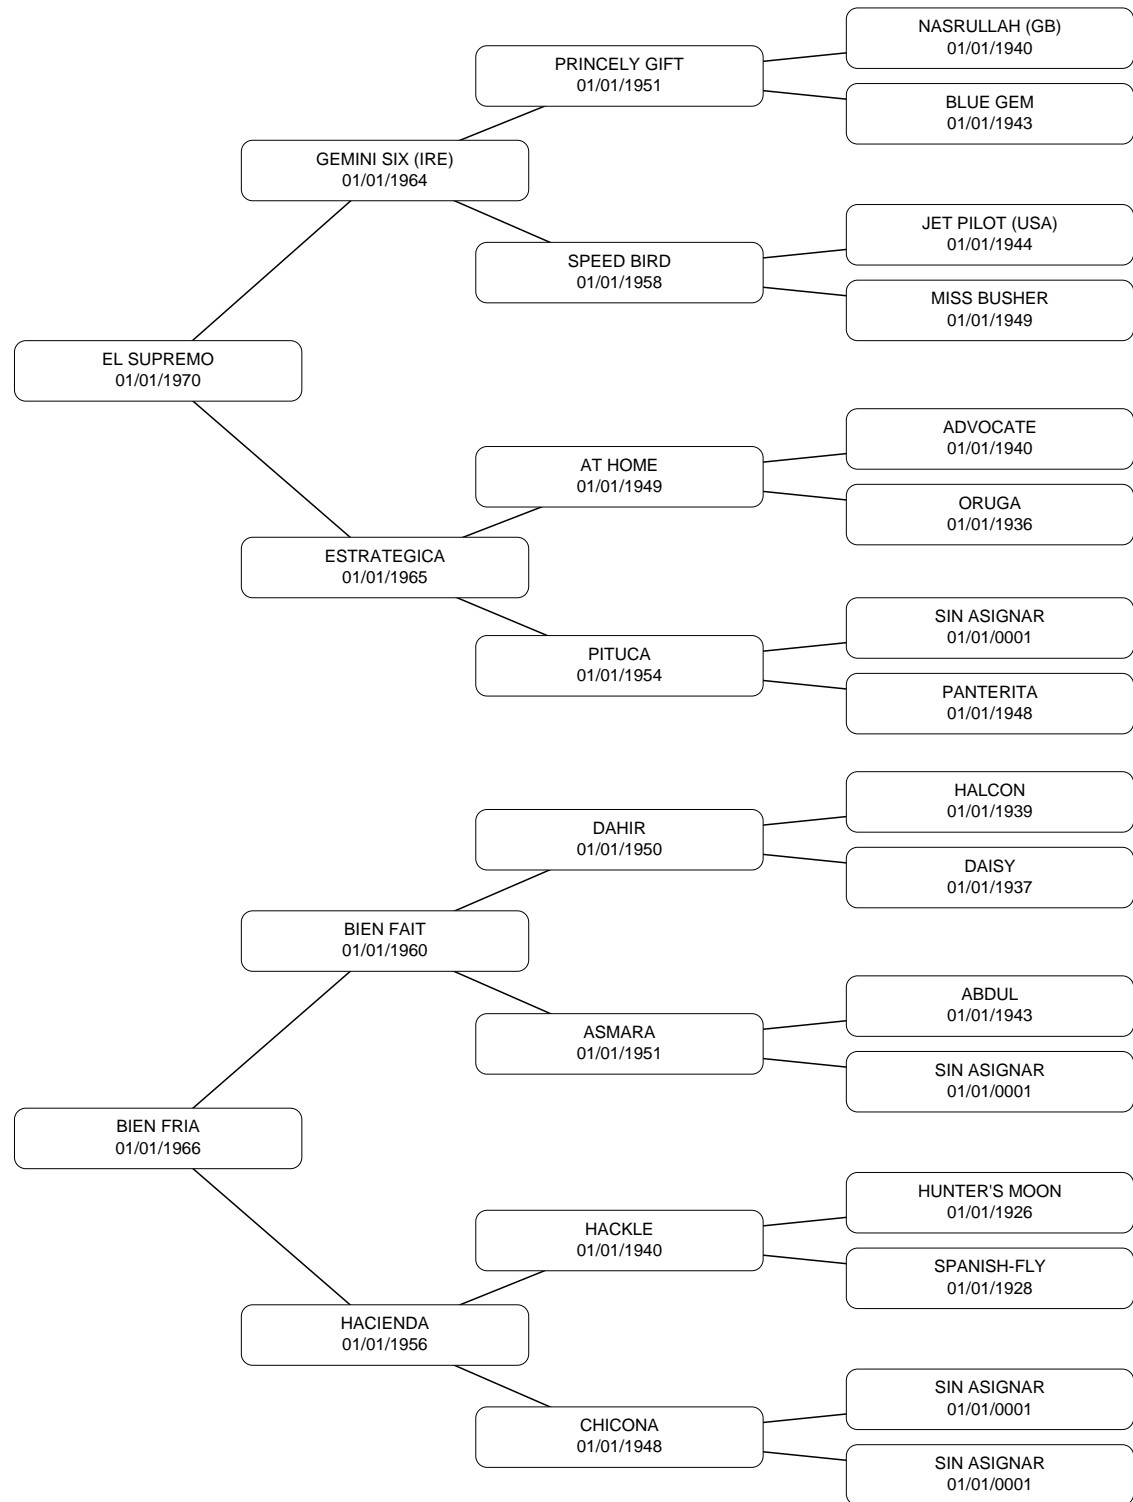 NASRULLAH (GB)
01/01/1940
PRINCELY GIFT
01/01/1951
BLUE GEM
01/01/1943
GEMINI SIX (IRE)
01/01/1964
JET PILOT (USA)
01/01/1944
SPEED BIRD
01/01/1958
MISS BUSHER
01/01/1949
EL SUPREMO
01/01/1970
ADVOCATE
01/01/1940
AT HOME
01/01/1949
ORUGA
01/01/1936
ESTRATEGICA
01/01/1965
SIN ASIGNAR
01/01/0001
PITUCA
01/01/1954
PANTERITA
01/01/1948
HALCON
01/01/1939
DAHIR
01/01/1950
DAISY
01/01/1937
BIEN FAIT
01/01/1960
ABDUL
01/01/1943
ASMARA
01/01/1951
SIN ASIGNAR
01/01/0001
BIEN FRIA
01/01/1966
HUNTER'S MOON
01/01/1926
HACKLE
01/01/1940
SPANISH-FLY
01/01/1928
HACIENDA
01/01/1956
SIN ASIGNAR
01/01/0001
CHICONA
01/01/1948
SIN ASIGNAR
01/01/0001